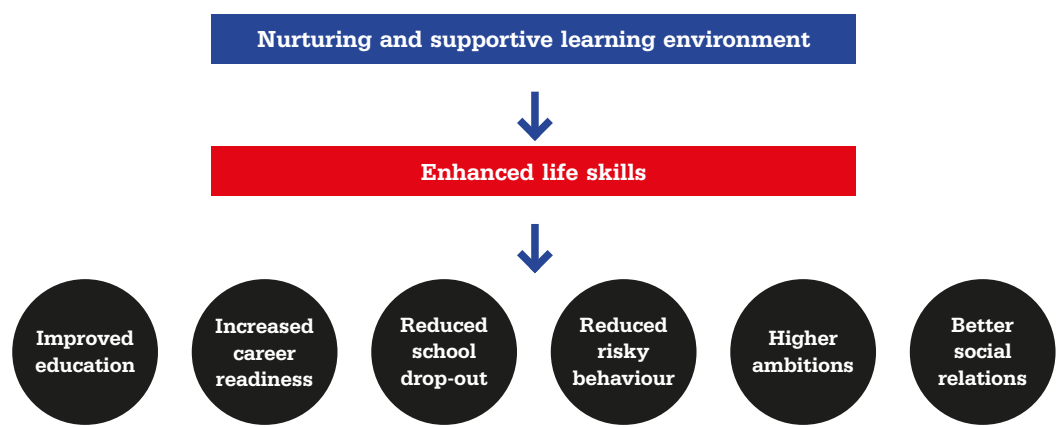 Nurturing and supportive learning environment
Enhanced life skills
Improved
education
Increased
career
readiness
Reduced
school
drop-out
Reduced
risky
behaviour
Higher
ambitions
Better
social
relations